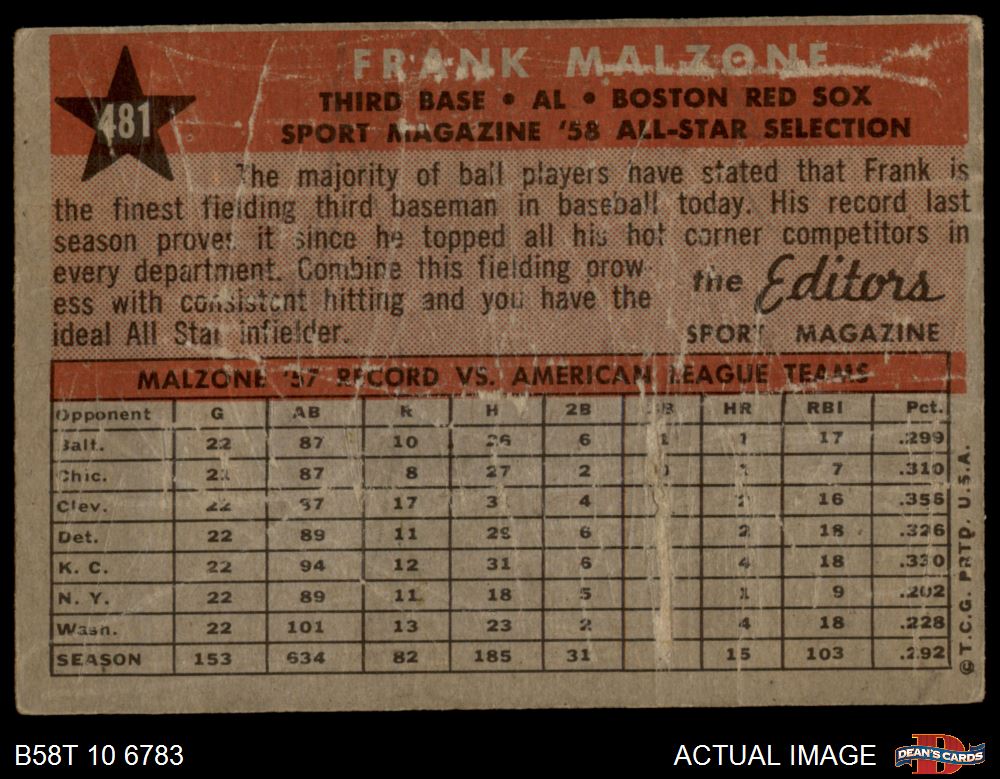 481
FRANK MALZONE
THIRD BASE • AL • BOSTON RED SOX
SPORT MAGAZINE '58 ALL-STAR SELECTION
The majority of ball players have stated that Frank is
the finest fielding third baseman in baseball today. His record last
season proves it since he topped all his hot corner competitors in
every department. Combine this fielding prow-
ess with consistent hitting and you have the
ideal All Star infielder.
the Editors
SPORT MAGAZINE
MALZONE '57 RECORD VS. AMERICAN LEAGUE TEAMS
Opponent G AB R H 2B 3B HR RBI Pct.
Balt. 22 87 10 26 6 1 1 17 .299
Chic. 87 8 27 2 7 .310
Clev. 22 87 17 4 16 .356
Det. 22 89 11 29 6 2 18 .326
K. C. 22 94 12 31 6 4 18 .330
N. Y. 22 89 11 18 5 1 9 .202
Wash. 22 101 13 23 2 4 18 .228
SEASON 153 634 82 185 31 15 103 .292
© T.C.G. PRTD. U.S.A.
B58T 10 6783
ACTUAL IMAGE
DEAN'S CARDS